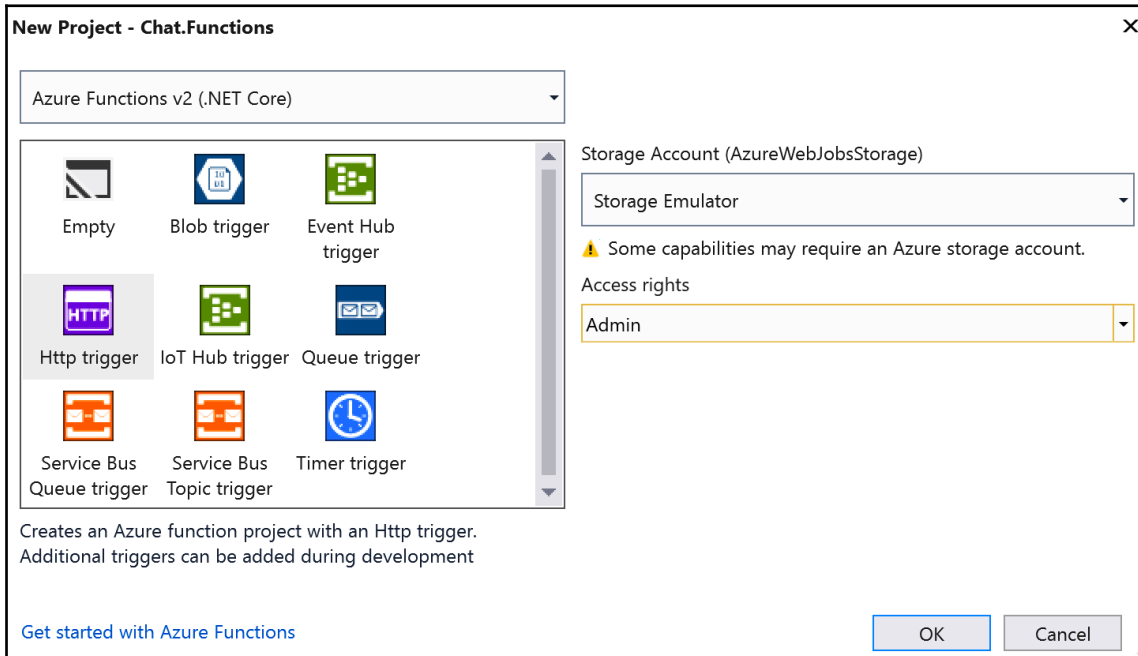 New Project - Chat.Functions
Azure Functions v2 (.NET Core)
Empty
Blob trigger
Event Hub
trigger
HTTP
Http trigger
IoT Hub trigger
Queue trigger
Service Bus
Queue trigger
Service Bus
Topic trigger
Timer trigger
Creates an Azure function project with an Http trigger.
Additional triggers can be added during development
Storage Account (AzureWebJobsStorage)
Storage Emulator
Some capabilities may require an Azure storage account.
Access rights
Admin
Get started with Azure Functions
OK
Cancel